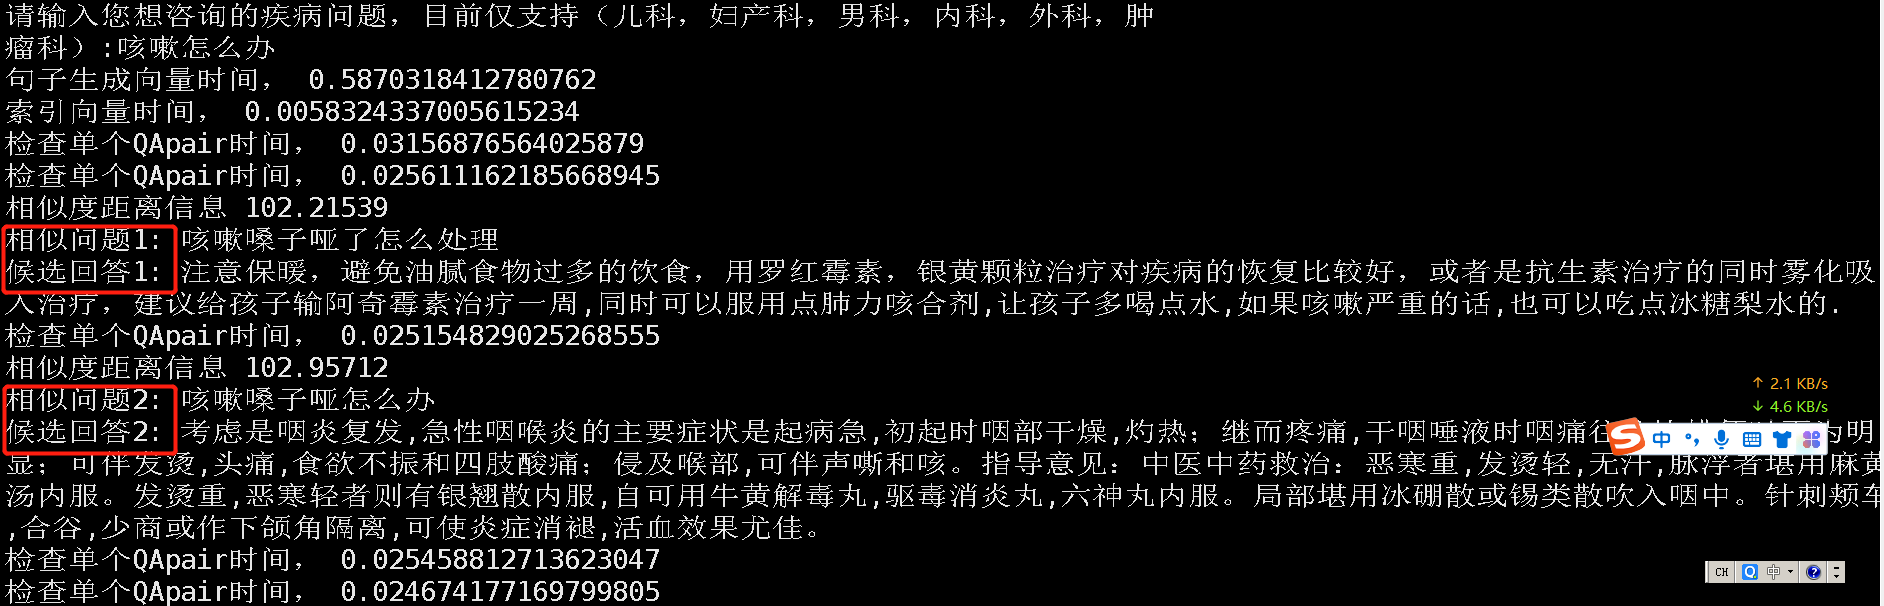 请输入您想咨询的疾病问题，目前仅支持（儿科，妇产科，男科，内科，外科，肿
瘤科）:咳嗽怎么办
句子生成向量时间， 0.5870318412780762
索引向量时间， 0.0058324337005615234
检查单个QApair时间， 0.03156876564025879
检查单个QApair时间， 0.025611162185668945
相似度距离信息 102.21539
相似问题1: 咳嗽嗓子哑了怎么处理
候选回答1: 注意保暖，避免油腻食物过多的饮食，用罗红霉素，银黄颗粒治疗对疾病的恢复比较好，或者是抗生素治疗的同时雾化吸
入治疗，建议给孩子输阿奇霉素治疗一周,同时可以服用点肺力咳合剂,让孩子多喝点水,如果咳嗽严重的话,也可以吃点冰糖梨水的.
检查单个QApair时间， 0.025154829025268555
相似度距离信息 102.95712
↑ 2.1 KB/s
相似问题2: 咳嗽嗓子哑怎么办
↓ 4.6 KB/s
候选回答2: 考虑是咽炎复发,急性咽喉炎的主要症状是起病急,初起时咽部干燥,灼热；继而疼痛,干咽唾液时咽痛往 为明
中
显；可伴发烫,头痛,食欲不振和四肢酸痛；侵及喉部,可伴声嘶和咳。指导意见：中医中药救治：恶寒重,发烫轻,无汗,脉浮者堪用麻黄
汤内服。发烫重,恶寒轻者则有银翘散内服,自可用牛黄解毒丸,驱毒消炎丸,六神丸内服。局部堪用冰硼散或锡类散吹入咽中。针刺颊车
,合谷,少商或作下颌角隔离,可使炎症消褪,活血效果尤佳。
检查单个QApair时间， 0.025458812713623047
CH 中
检查单个QApair时间， 0.024674177169799805